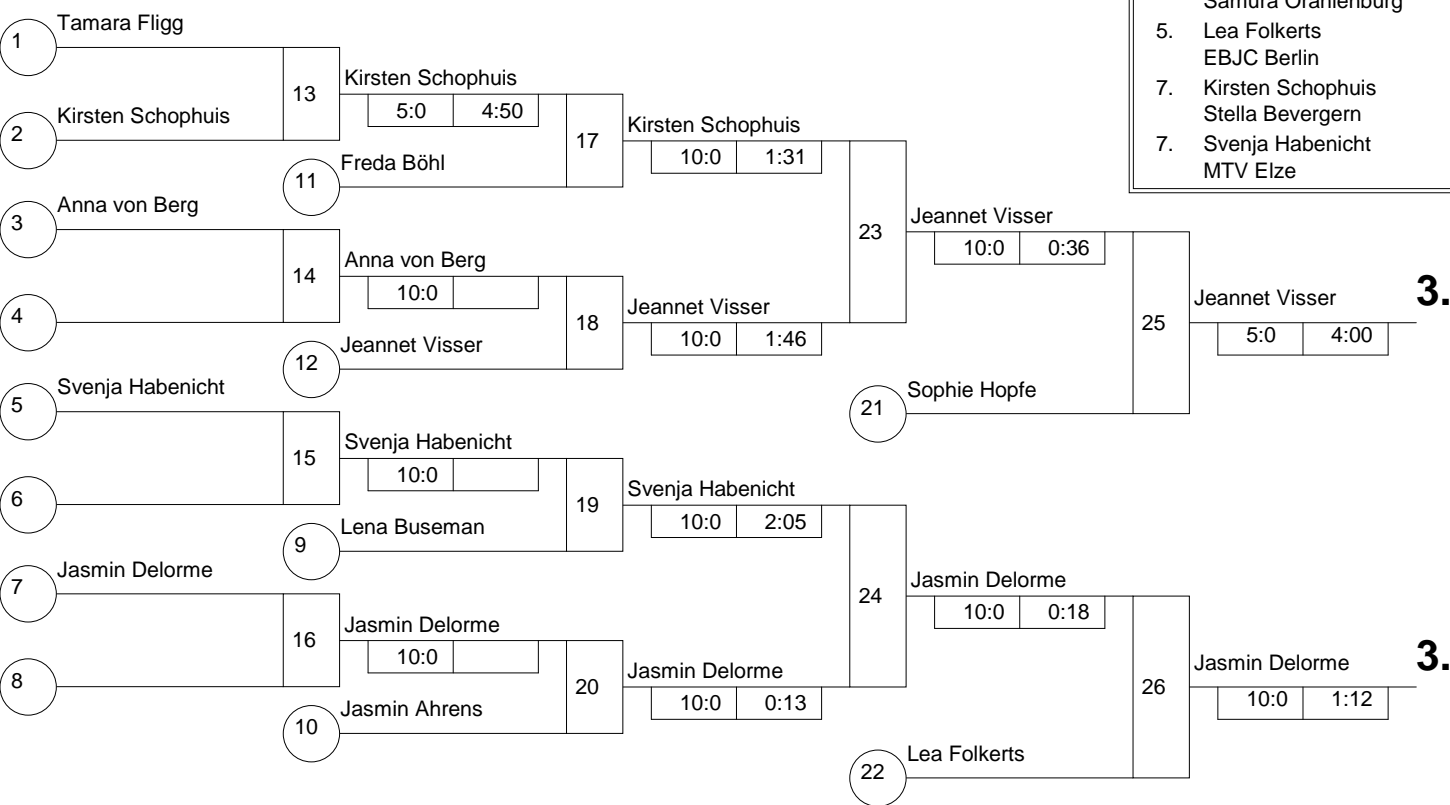 Samura Oranienburg
5. Lea Folkerts
EBJC Berlin
7. Kirsten Schophuis
Stella Bevergern
7. Svenja Habenicht
MTV Elze
1 Tamara Fligg
13
Kirsten Schophuis
5:0 4:50
2 Kirsten Schophuis
17
Kirsten Schophuis
10:0 1:31
11 Freda Böhl
3 Anna von Berg
23
Jeannet Visser
10:0 0:36
14
Anna von Berg
10:0
4
18
Jeannet Visser
10:0 1:46
12 Jeannet Visser
25
Jeannet Visser 3.
5:0 4:00
5 Svenja Habenicht
21 Sophie Hopfe
15
Svenja Habenicht
10:0
6
19
Svenja Habenicht
10:0 2:05
9 Lena Buseman
7 Jasmin Delorme
24
Jasmin Delorme
10:0 0:18
16
Jasmin Delorme
10:0
8
20
Jasmin Delorme
10:0 0:13
10 Jasmin Ahrens
26
Jasmin Delorme 3.
10:0 1:12
22 Lea Folkerts